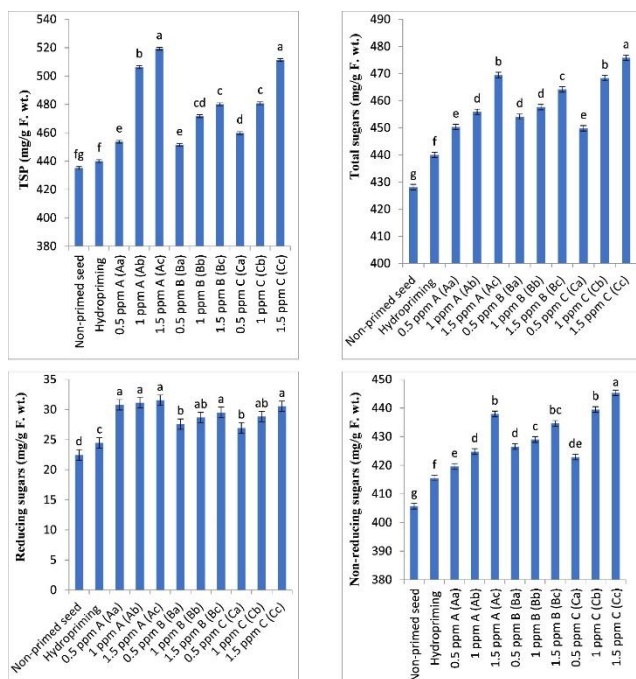 TSP (mg/g F. wt.)
540
520
500
480
460
440
420
400
380
fg
f
e
b
a
e
cd
c
d
c
a
Non-primed seed
Hydropriming
0.5 ppm A (Aa)
1 ppm A (Ab)
1.5 ppm A (Ac)
0.5 ppm B (Ba)
1 ppm B (Bb)
1.5 ppm B (Bc)
0.5 ppm C (Ca)
1 ppm C (Cb)
1.5 ppm C (Cc)
Total sugars (mg/g F. wt.)
490
480
470
460
450
440
430
420
410
400
g
f
e
d
b
d
d
c
e
b
a
Non-primed seed
Hydropriming
0.5 ppm A (Aa)
1 ppm A (Ab)
1.5 ppm A (Ac)
0.5 ppm B (Ba)
1 ppm B (Bb)
1.5 ppm B (Bc)
0.5 ppm C (Ca)
1 ppm C (Cb)
1.5 ppm C (Cc)
Reducing sugars (mg/g F. wt.)
35
30
25
20
15
10
5
0
d
c
a
a
a
b
ab
a
b
ab
a
Non-primed seed
Hydropriming
0.5 ppm A (Aa)
1 ppm A (Ab)
1.5 ppm A (Ac)
0.5 ppm B (Ba)
1 ppm B (Bb)
1.5 ppm B (Bc)
0.5 ppm C (Ca)
1 ppm C (Cb)
1.5 ppm C (Cc)
Non-reducing sugars (mg/g F. wt.)
450
440
430
420
410
400
390
380
g
f
e
d
b
d
c
bc
de
b
a
Non-primed seed
Hydropriming
0.5 ppm A (Aa)
1 ppm A (Ab)
1.5 ppm A (Ac)
0.5 ppm B (Ba)
1 ppm B (Bb)
1.5 ppm B (Bc)
0.5 ppm C (Ca)
1 ppm C (Cb)
1.5 ppm C (Cc)